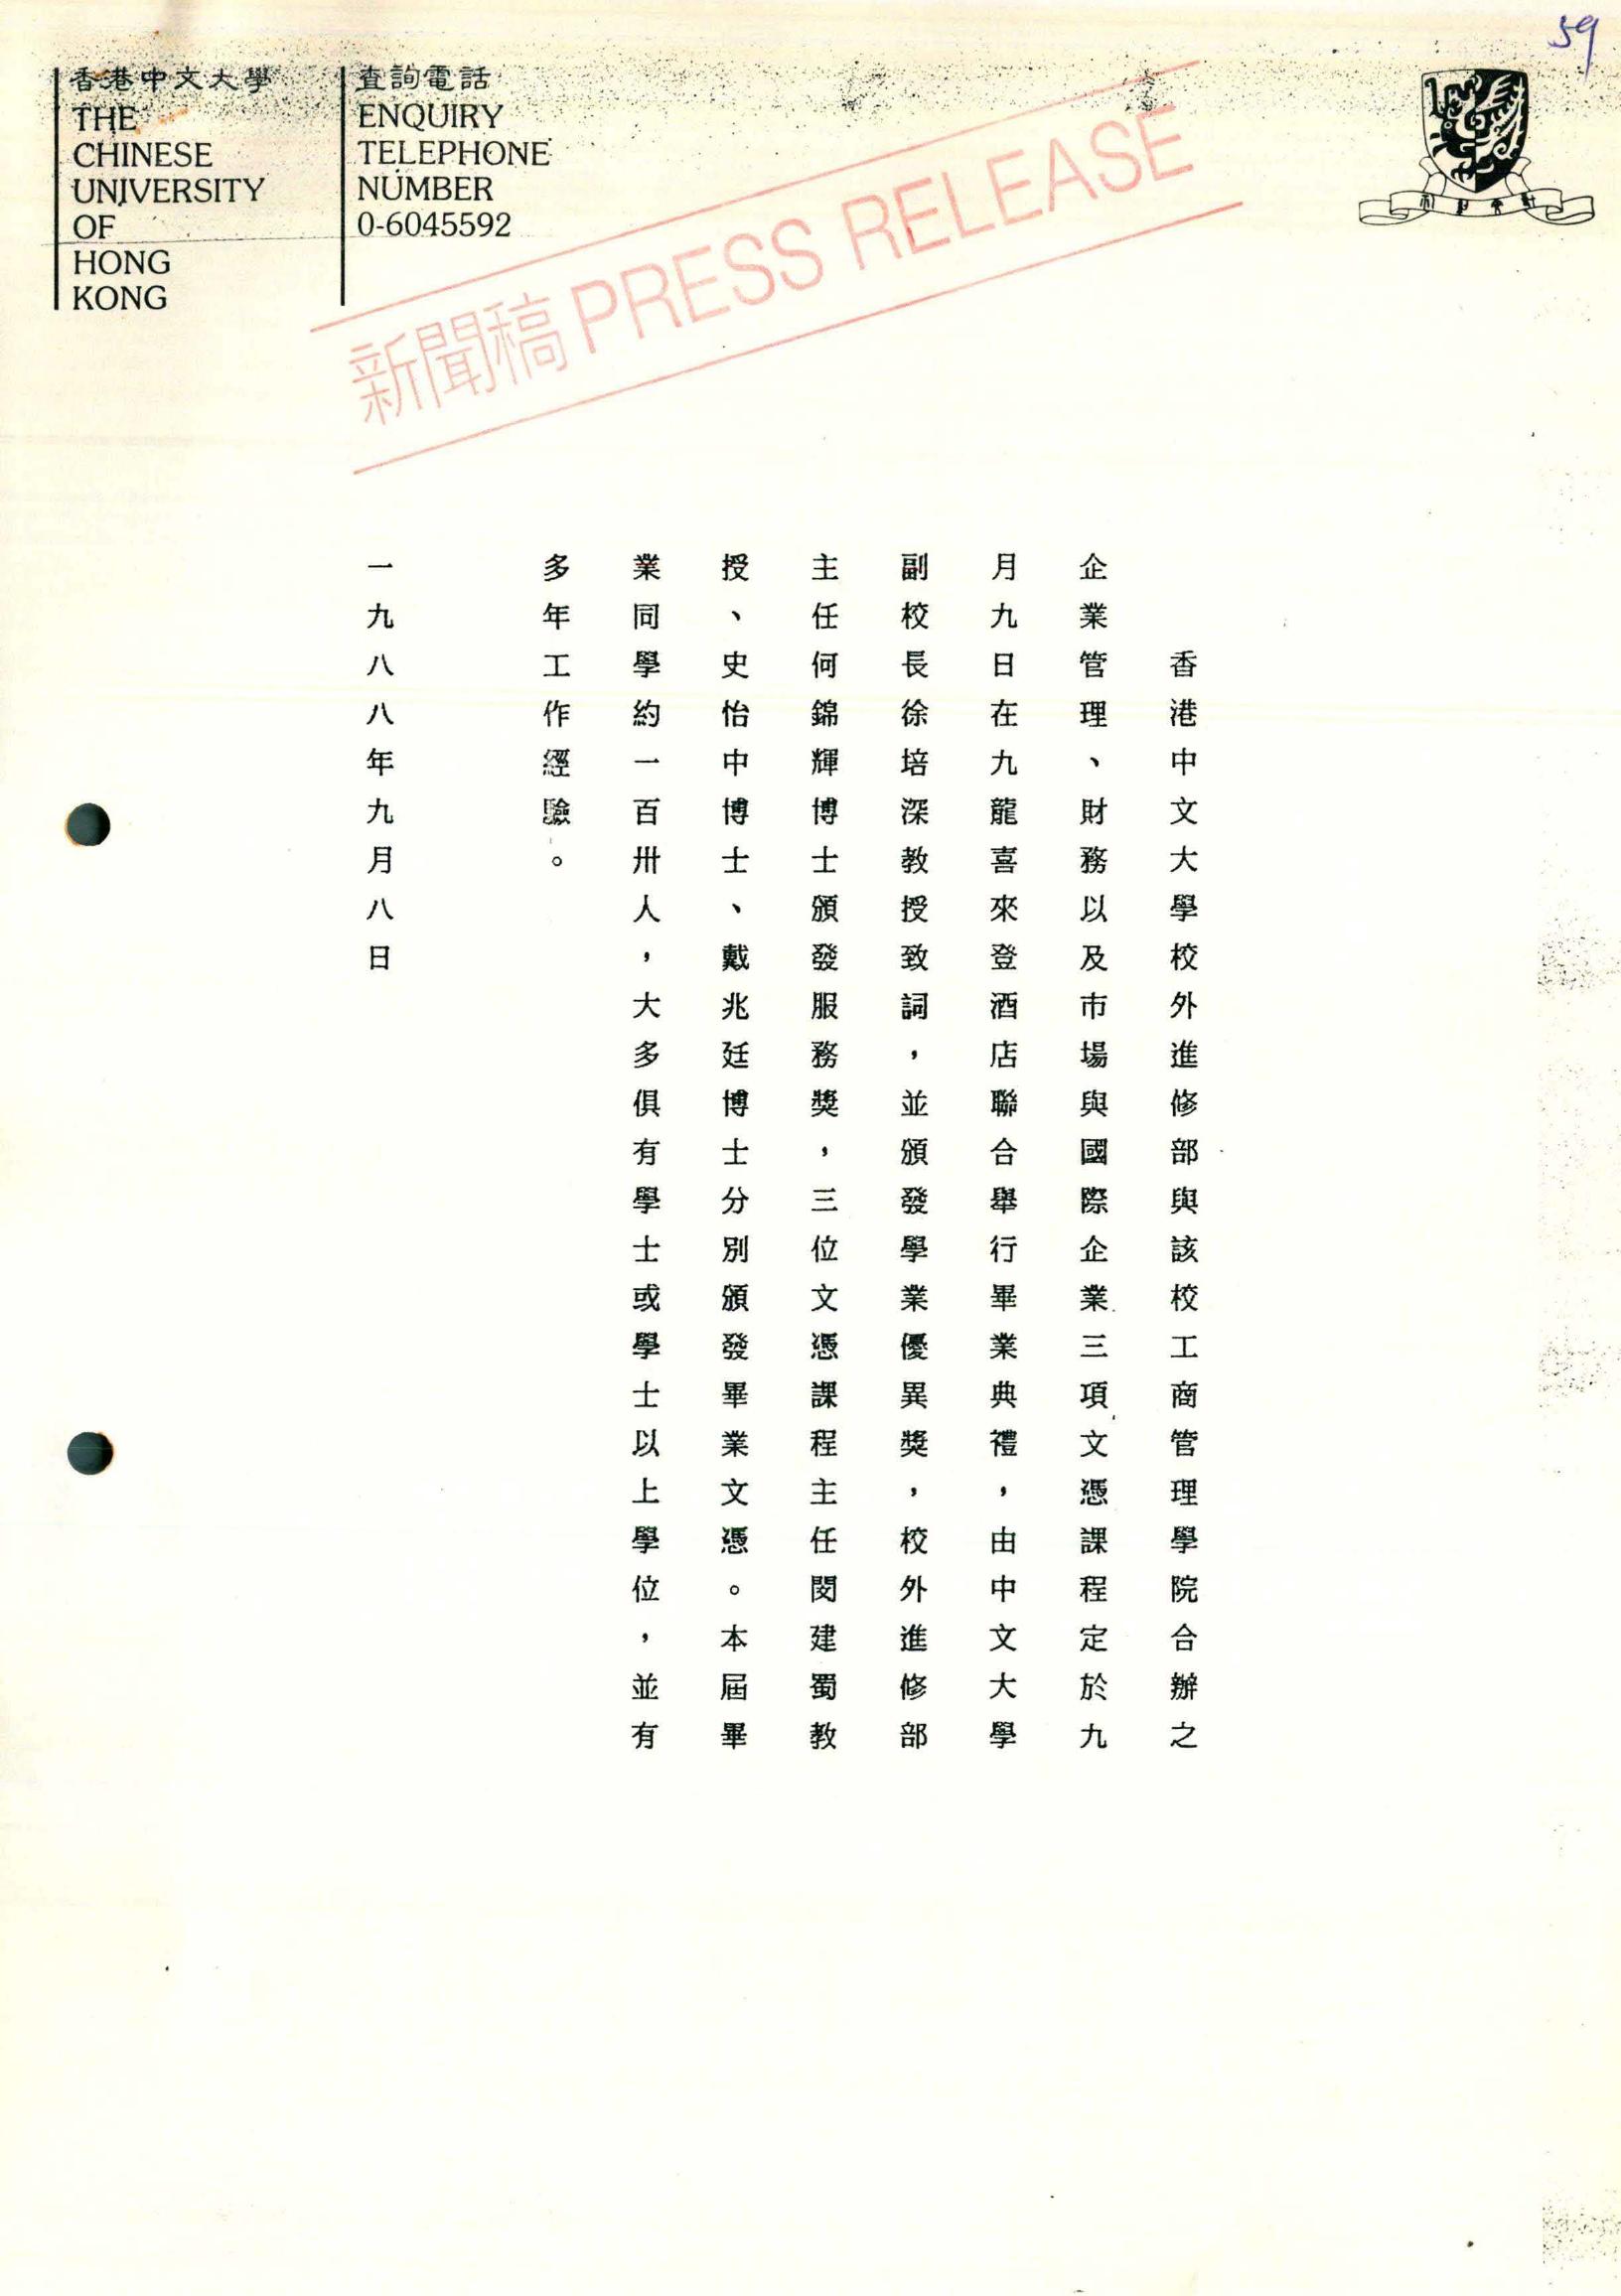 59
香港中文大學
THE
CHINESE
UNIVERSITY
OF
HONG
KONG
查詢電話
ENQUIRY
TELEPHONE
NUMBER
0-6045592
新聞稿 PRESS RELEASE
香港中文大學校外進修部與該校工商管理學院合辦之
企業管理、財務以及市場與國際企業三項文憑課程定於九
月九日在九龍喜來登酒店聯合舉行畢業典禮，由中文大學
副校長徐培深教授致詞，並頒發學業優異獎，校外進修部
主任何錦輝博士頒發服務獎，三位文憑課程主任閔建蜀教
授、史怡中博士、戴兆廷博士分別頒發畢業文憑。本屆畢
業同學約一百卅人，大多俱有學士或學士以上學位，並有
多年工作經驗。
一九八八年九月八日